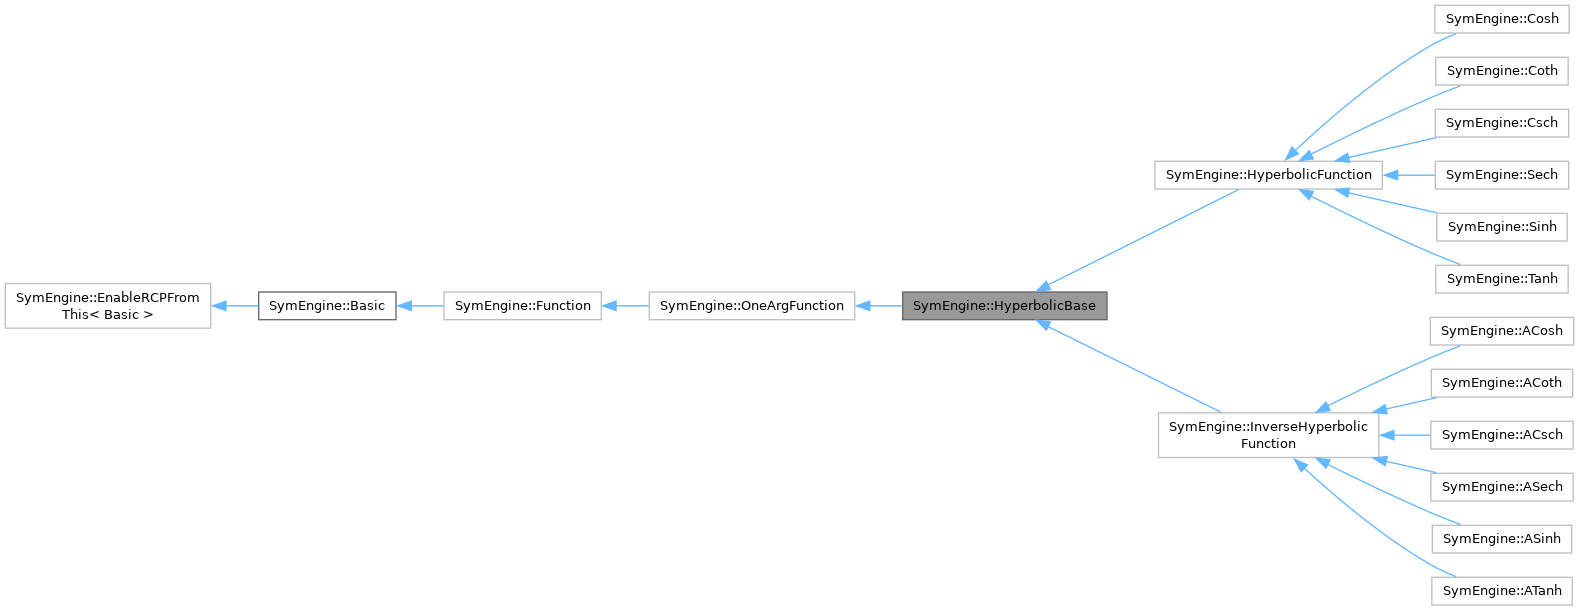 SymEngine::Cosh
SymEngine::Coth
SymEngine::Csch
SymEngine::HyperbolicFunction
SymEngine::Sech
SymEngine::Sinh
SymEngine::Tanh
SymEngine::EnableRCPFrom
This< Basic >
SymEngine::Basic
SymEngine::Function
SymEngine::OneArgFunction
SymEngine::HyperbolicBase
SymEngine::ACosh
SymEngine::ACoth
SymEngine::InverseHyperbolic
Function
SymEngine::ACsch
SymEngine::ASech
SymEngine::ASinh
SymEngine::ATanh